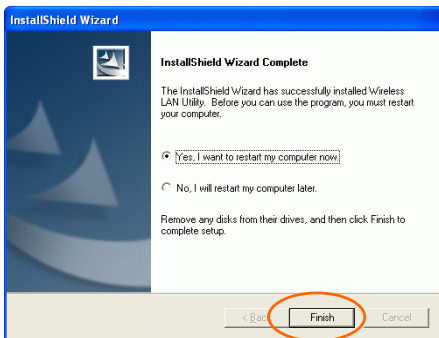 InstallShield Wizard
InstallShield Wizard Complete
The InstallShield Wizard has successfully installed Wireless
LAN Utility. Before you can use the program, you must restart
your computer.
Yes, I want to restart my computer now.
No, I will restart my computer later.
Remove any disks from their drives, and then click Finish to
complete setup.
< Back Finish Cancel